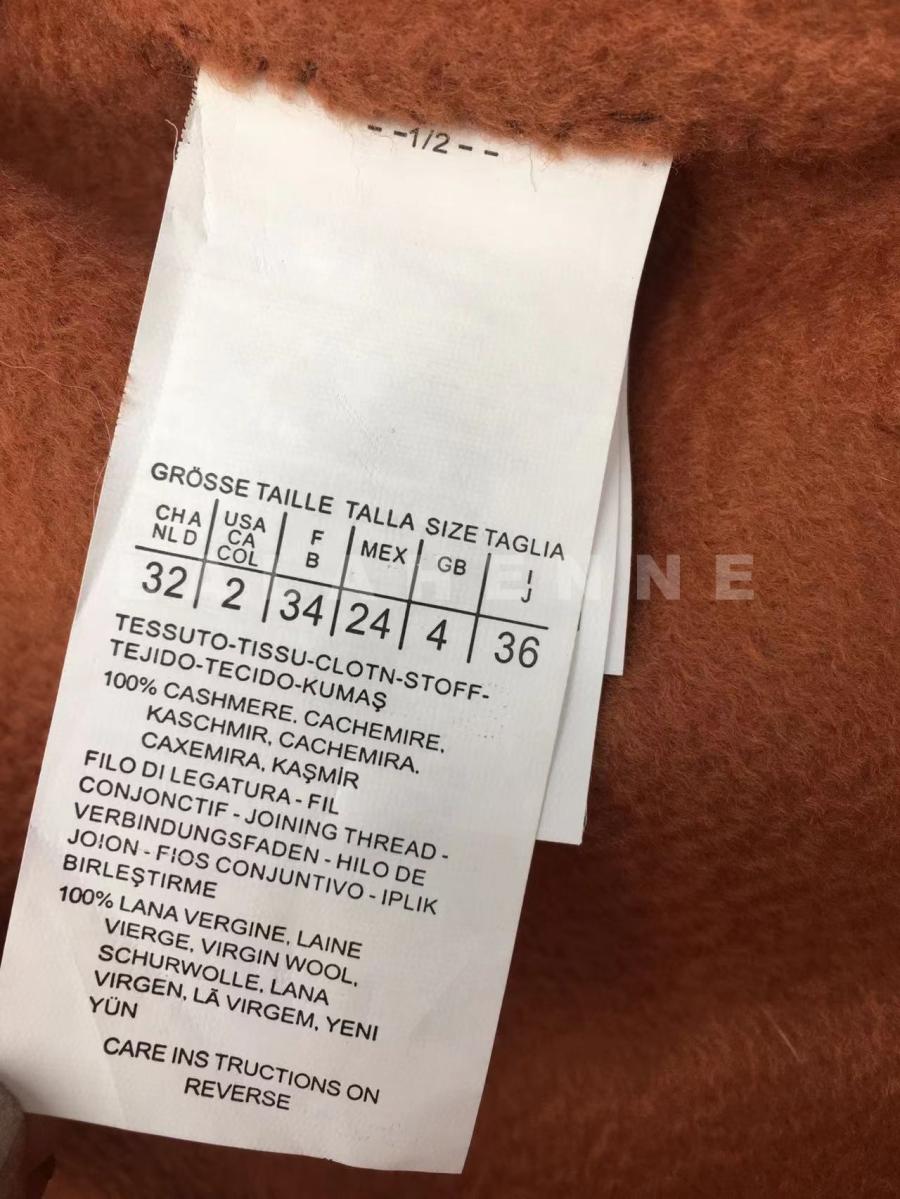 - -1/2- -
GRÖSSE TAILLE TALLA SIZE TAGLIA
CH A NL D | USA CA COL | F B | MEX | GB | I J
32 | 2 | 34 | 24 | 4 | 36
TESSUTO-TISSU-CLOTN-STOFF-
TEJIDO-TECIDO-KUMAŞ
100% CASHMERE, CACHEMIRE,
KASCHMIR, CACHEMIRA,
CAXEMIRA, KAŞMİR
FILO DI LEGATURA - FIL
CONJONCTIF - JOINING THREAD -
VERBINDUNGSFADEN - HILO DE
JO!ON - FIOS CONJUNTIVO - IPLIK
BIRLEŞTIRME
100% LANA VERGINE, LAINE
VIERGE, VIRGIN WOOL,
SCHURWOLLE, LANA
VIRGEN, LÃ VIRGEM, YENI
YÜN
CARE INS TRUCTIONS ON
REVERSE